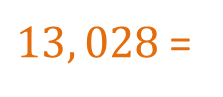 13, 028 =